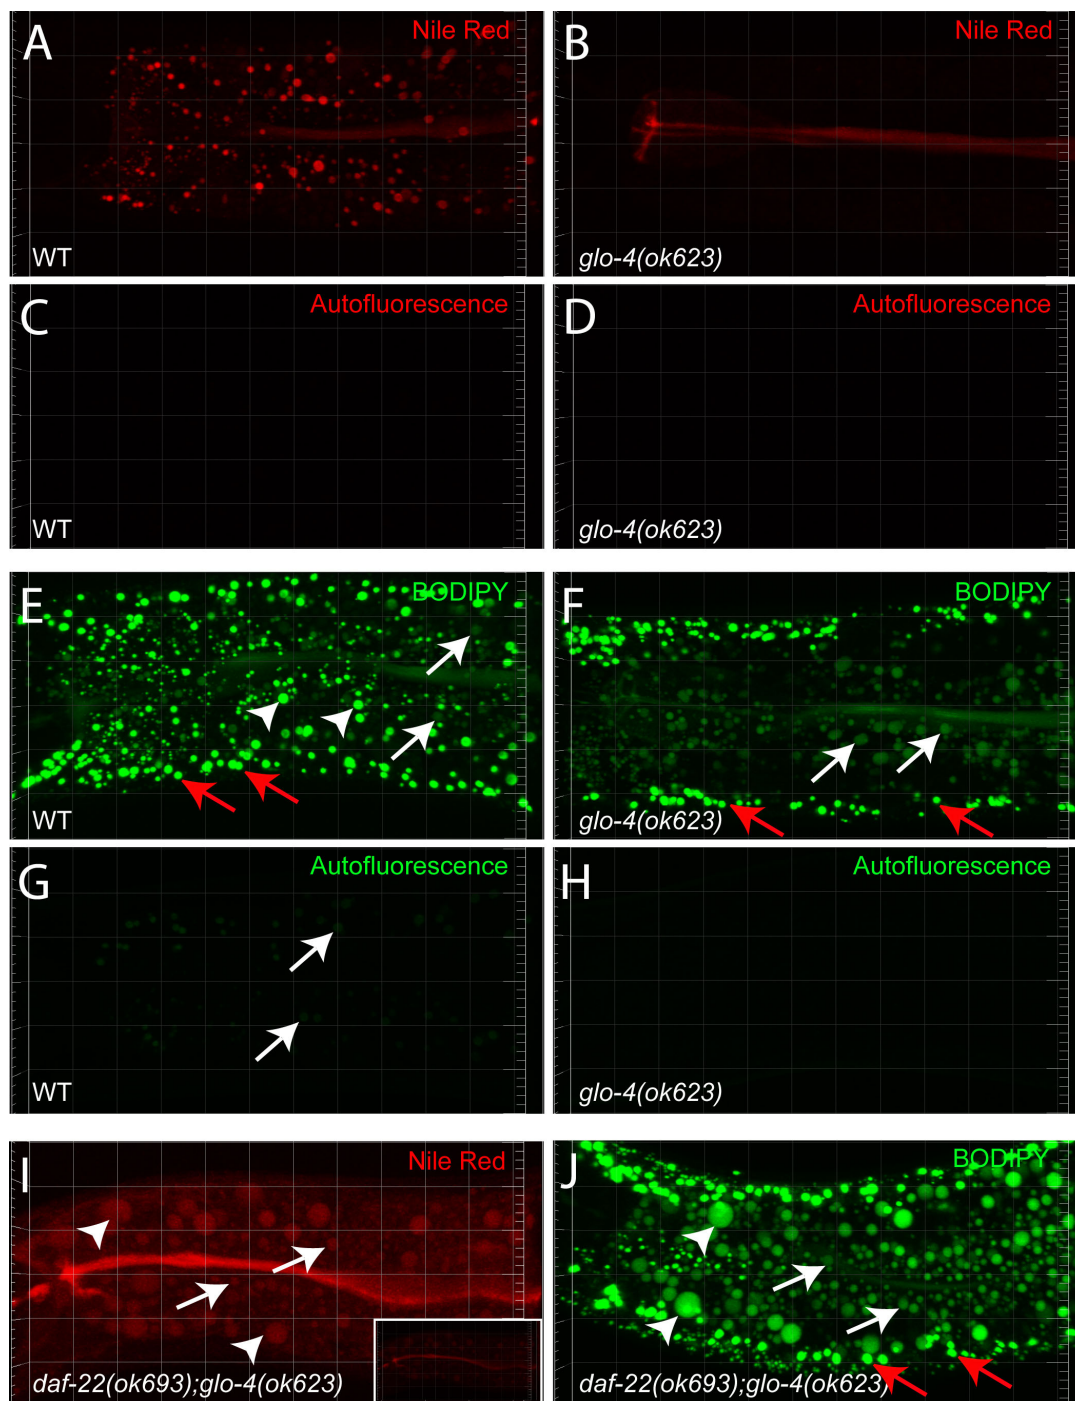 A
Nile Red
WT
B
Nile Red
glo-4(ok623)
C
Autofluorescence
WT
D
Autofluorescence
glo-4(ok623)
E
BODIPY
WT
F
BODIPY
glo-4(ok623)
G
Autofluorescence
WT
H
Autofluorescence
glo-4(ok623)
I
Nile Red
daf-22(ok693);glo-4(ok623)
J
BODIPY
daf-22(ok693);glo-4(ok623)